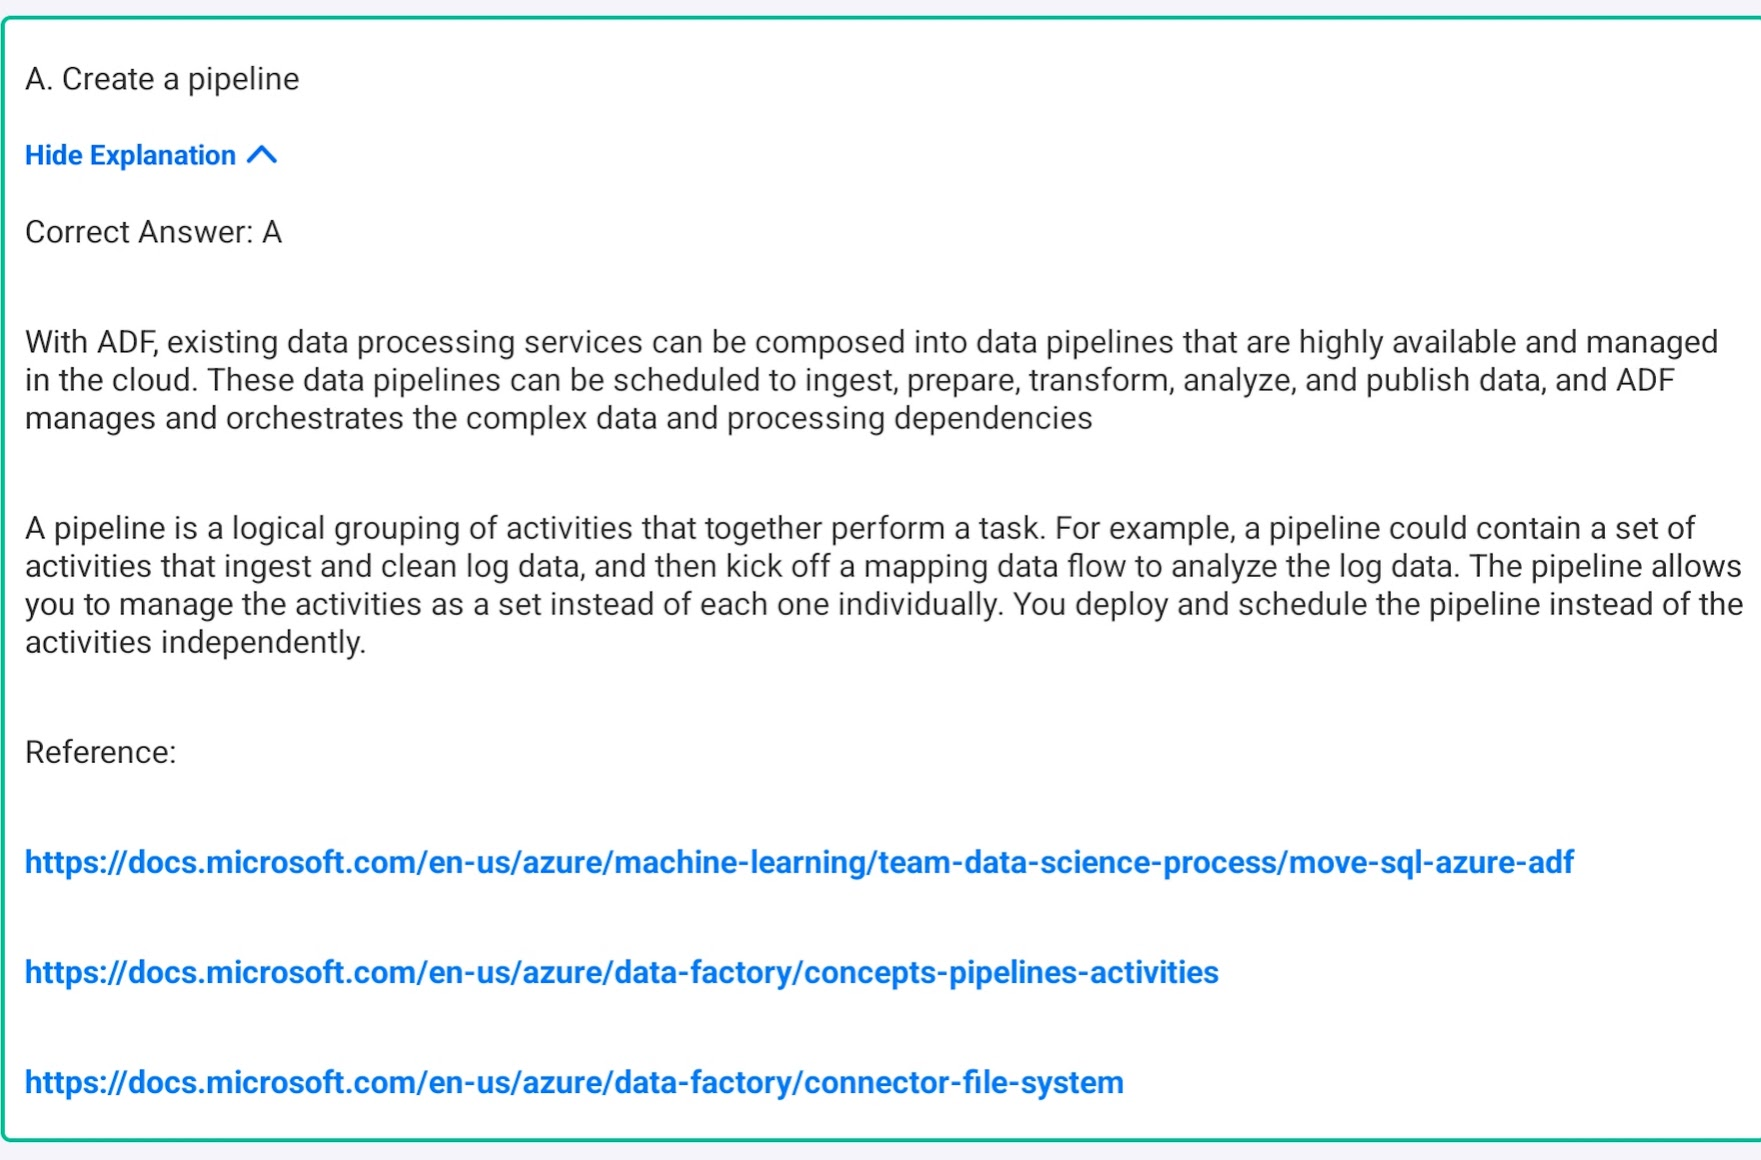 A. Create a pipeline
Hide Explanation
Correct Answer: A
With ADF, existing data processing services can be composed into data pipelines that are highly available and managed
in the cloud. These data pipelines can be scheduled to ingest, prepare, transform, analyze, and publish data, and ADF
manages and orchestrates the complex data and processing dependencies
A pipeline is a logical grouping of activities that together perform a task. For example, a pipeline could contain a set of
activities that ingest and clean log data, and then kick off a mapping data flow to analyze the log data. The pipeline allows
you to manage the activities as a set instead of each one individually. You deploy and schedule the pipeline instead of the
activities independently.
Reference:
https://docs.microsoft.com/en-us/azure/machine-learning/team-data-science-process/move-sql-azure-adf
https://docs.microsoft.com/en-us/azure/data-factory/concepts-pipelines-activities
https://docs.microsoft.com/en-us/azure/data-factory/connector-file-system